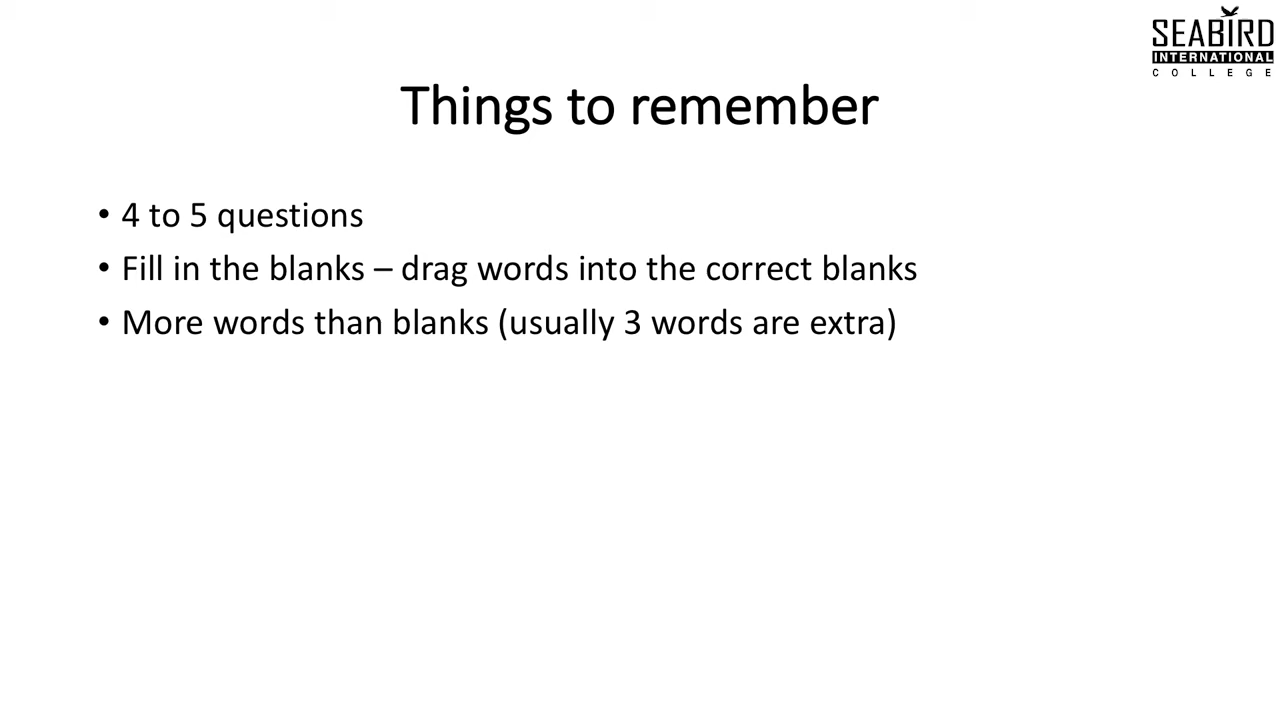 SEABIRD
INTERNATIONAL
COLLEGE
Things to remember
• 4 to 5 questions
• Fill in the blanks – drag words into the correct blanks
• More words than blanks (usually 3 words are extra)